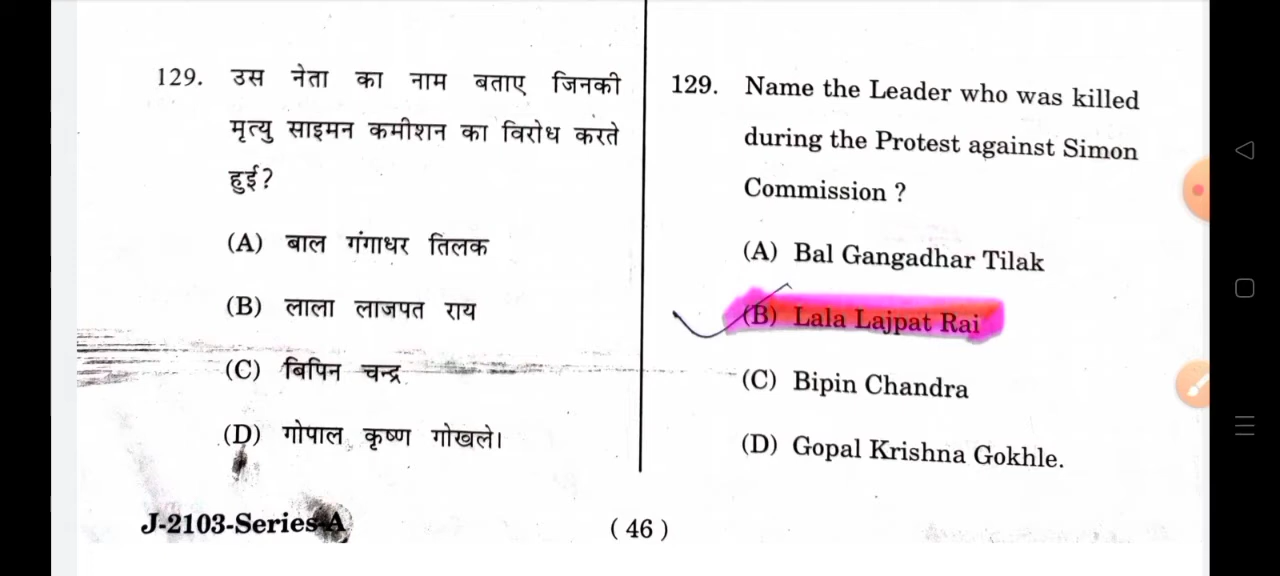 129. उस नेता का नाम बताए जिनकी
मृत्यु साइमन कमीशन का विरोध करते
हुई?
(A) बाल गंगाधर तिलक
(B) लाला लाजपत राय
(C) बिपिन चन्द्र
(D) गोपाल कृष्ण गोखले।
129. Name the Leader who was killed
during the Protest against Simon
Commission ?
(A) Bal Gangadhar Tilak
(B) Lala Lajpat Rai
(C) Bipin Chandra
(D) Gopal Krishna Gokhle.
J-2103-Series-A
( 46 )